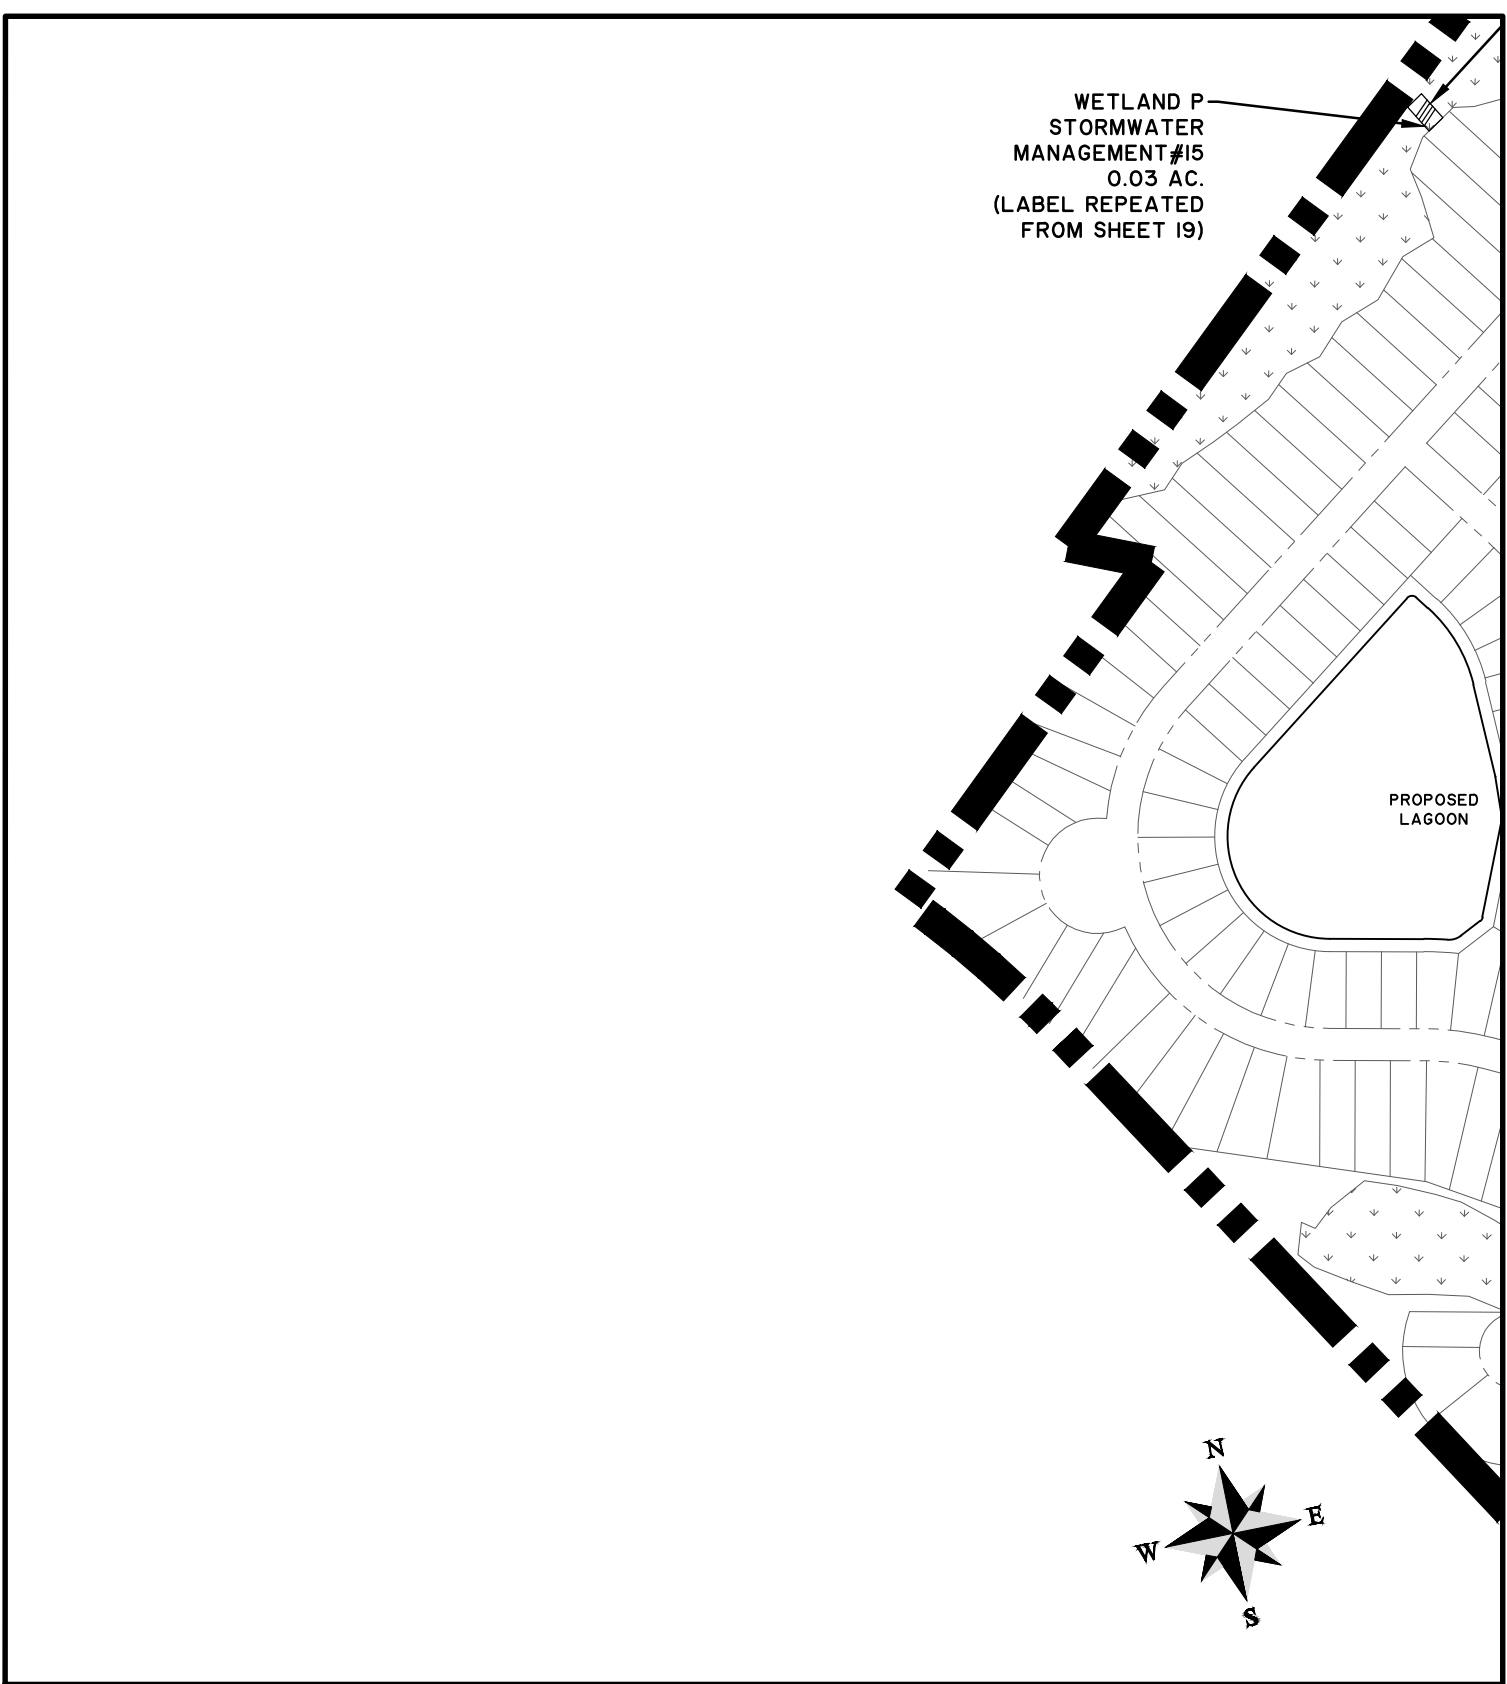 WETLAND P
STORMWATER
MANAGEMENT#15
0.03 AC.
(LABEL REPEATED
FROM SHEET 19)
PROPOSED
LAGOON
N
E
W
S